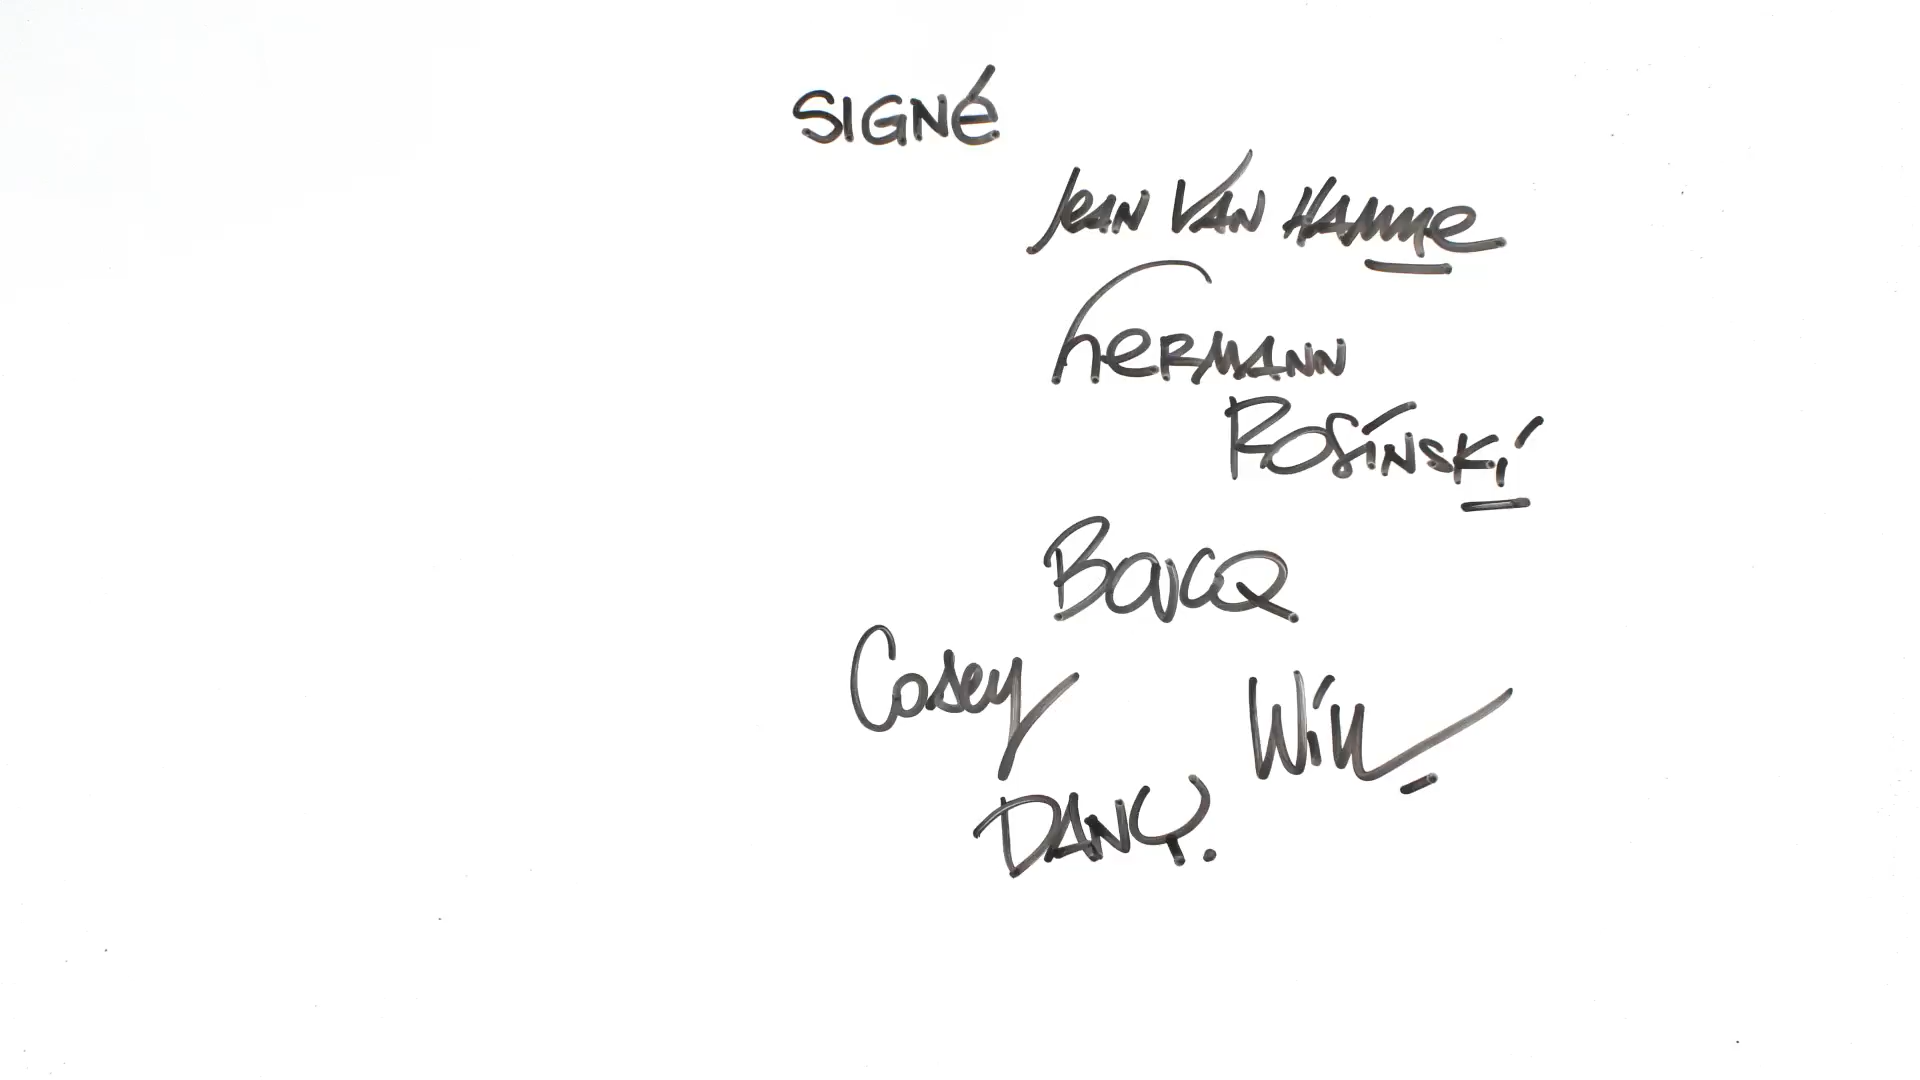 SIGNÉ
Jean Van Hamme
Hermann
Rosinski
Boucq
Cosey
Will
DANY.